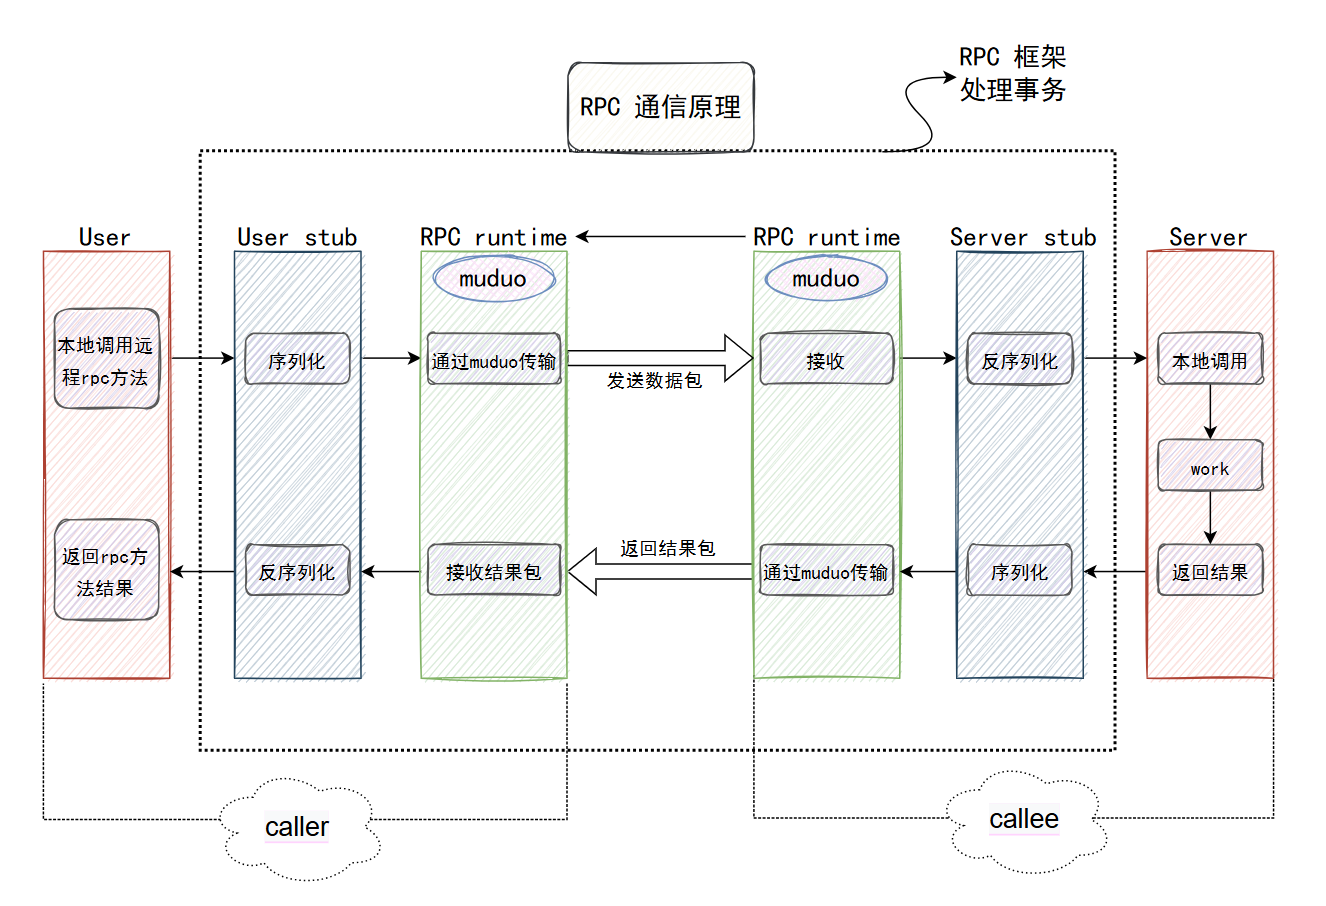 RPC 框架
处理事务
RPC 通信原理
User
User stub
RPC runtime
RPC runtime
Server stub
Server
muduo
muduo
本地调用远
程rpc方法
序列化
通过muduo传输
发送数据包
接收
反序列化
本地调用
work
返回rpc方
法结果
反序列化
接收结果包
返回结果包
通过muduo传输
序列化
返回结果
caller
callee